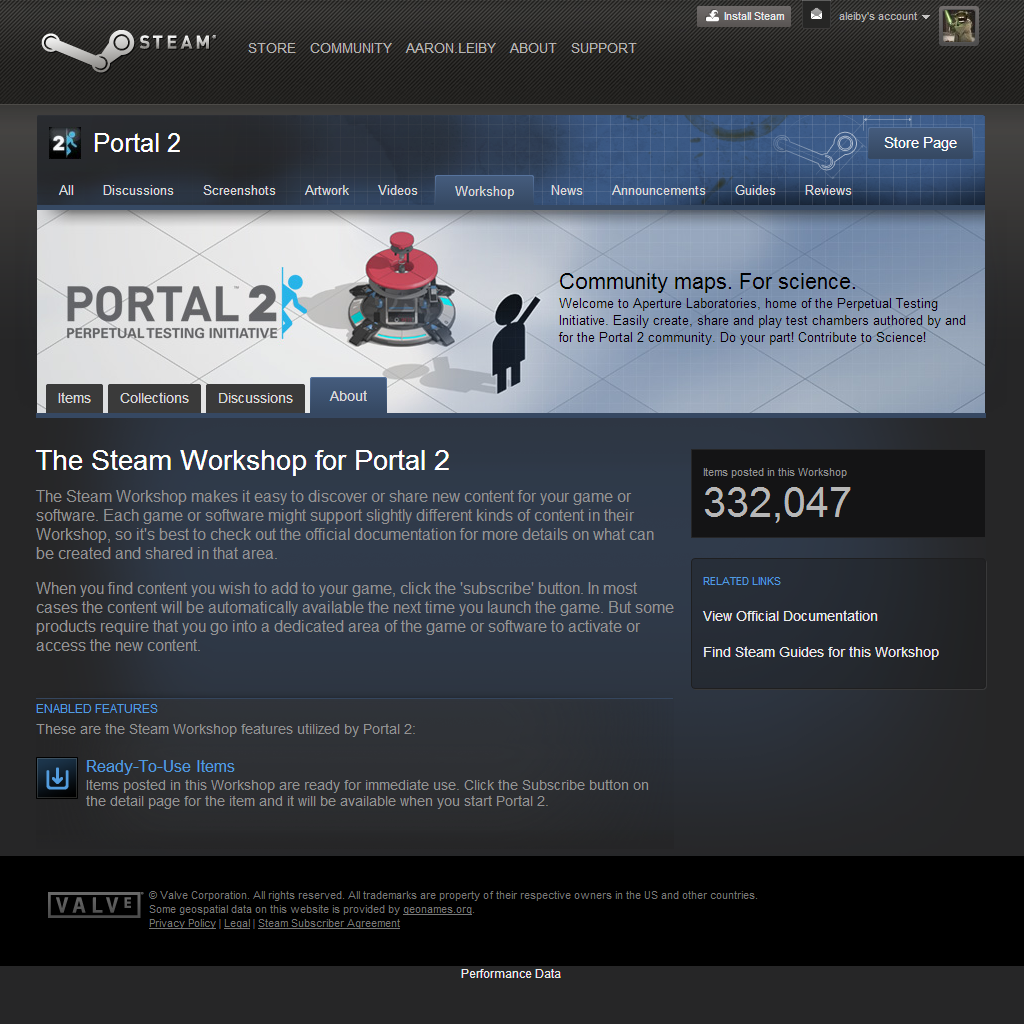 Install Steam
aleiby's account
STEAM
STORE COMMUNITY AARON.LEIBY ABOUT SUPPORT
2 Portal 2
Store Page
All Discussions Screenshots Artwork Videos Workshop News Announcements Guides Reviews
PORTAL 2™
PERPETUAL TESTING INITIATIVE
Community maps. For science.
Welcome to Aperture Laboratories, home of the Perpetual Testing
Initiative. Easily create, share and play test chambers authored by and
for the Portal 2 community. Do your part! Contribute to Science!
Items Collections Discussions About
The Steam Workshop for Portal 2
The Steam Workshop makes it easy to discover or share new content for your game or
software. Each game or software might support slightly different kinds of content in their
Workshop, so it's best to check out the official documentation for more details on what can
be created and shared in that area.
When you find content you wish to add to your game, click the 'subscribe' button. In most
cases the content will be automatically available the next time you launch the game. But some
products require that you go into a dedicated area of the game or software to activate or
access the new content.
Items posted in this Workshop
332,047
RELATED LINKS
View Official Documentation
Find Steam Guides for this Workshop
ENABLED FEATURES
These are the Steam Workshop features utilized by Portal 2:
Ready-To-Use Items
Items posted in this Workshop are ready for immediate use. Click the Subscribe button on
the detail page for the item and it will be available when you start Portal 2.
VALVE
© Valve Corporation. All rights reserved. All trademarks are property of their respective owners in the US and other countries.
Some geospatial data on this website is provided by geonames.org.
Privacy Policy | Legal | Steam Subscriber Agreement
Performance Data